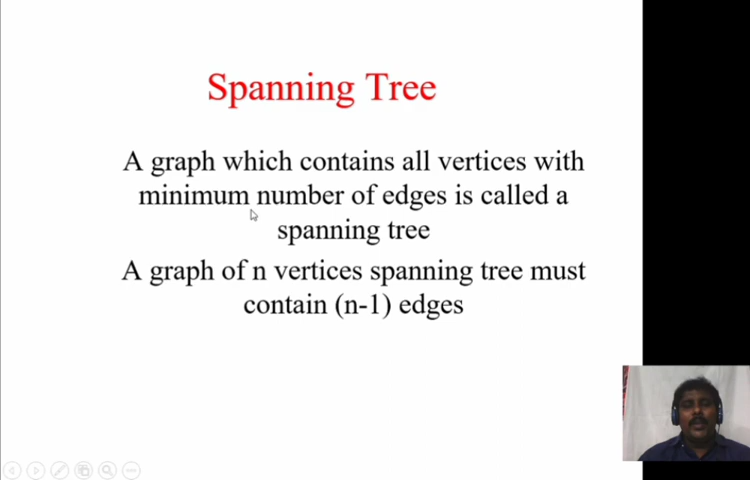 Spanning Tree
A graph which contains all vertices with
minimum number of edges is called a
spanning tree
A graph of n vertices spanning tree must
contain (n-1) edges